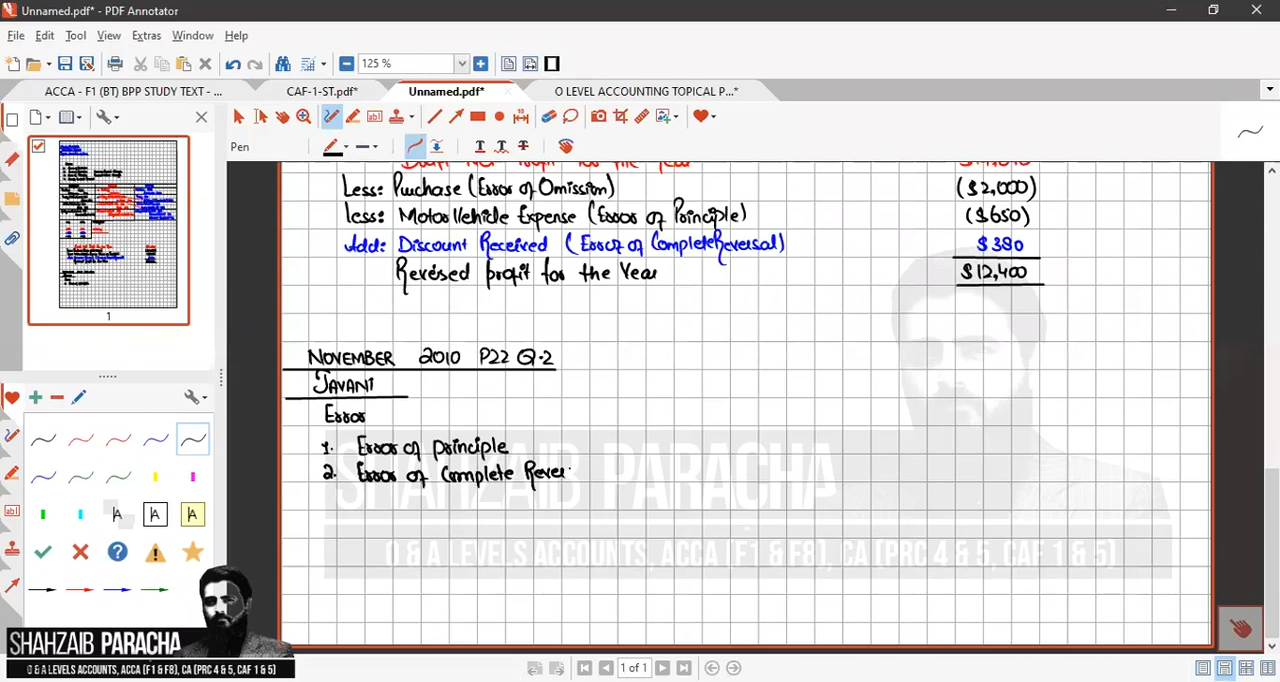 Unnamed.pdf* - PDF Annotator
File Edit Tool View Extras Window Help
125 %
ACCA - F1 (BT) BPP STUDY TEXT - ...
CAF-1-ST.pdf*
Unnamed.pdf*
O LEVEL ACCOUNTING TOPICAL P...*
Pen
Less: Purchase (Error of Omission) ($2,000)
Less: Motor Vehicle Expense (Error of Principle) ($650)
Add: Discount Received (Error of Complete Reversal) $380
Revised profit for the Year $12,400
NOVEMBER 2010 P22 Q.2
JAVANI
Error
1. Error of principle
2. Error of Complete Rever
SHAHZAIB PARACHA
O & A LEVELS ACCOUNTS, ACCA (F1 & F8), CA (PRC 4 & 5, CAF 1 & 5)
1
A A A
SHAHZAIB PARACHA
O & A LEVELS ACCOUNTS, ACCA (F1 & F8), CA (PRC 4 & 5, CAF 1 & 5)
1 of 1